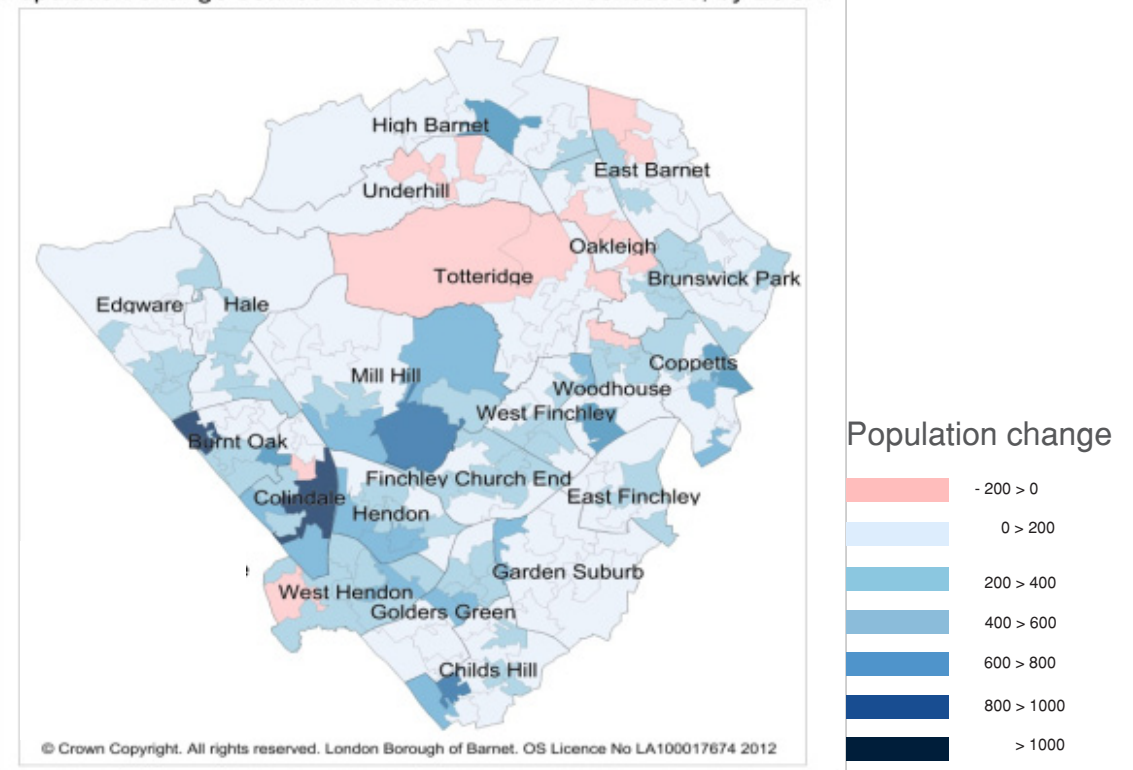 High Barnet
East Barnet
Underhill
Oakleigh
Totteridge
Brunswick Park
Edgware
Hale
Coppetts
Mill Hill
Woodhouse
West Finchley
Burnt Oak
Finchley Church End
Colindale
East Finchley
Hendon
Garden Suburb
West Hendon
Golders Green
Childs Hill
© Crown Copyright. All rights reserved. London Borough of Barnet. OS Licence No LA100017674 2012
Population change
- 200 > 0
0 > 200
200 > 400
400 > 600
600 > 800
800 > 1000
> 1000